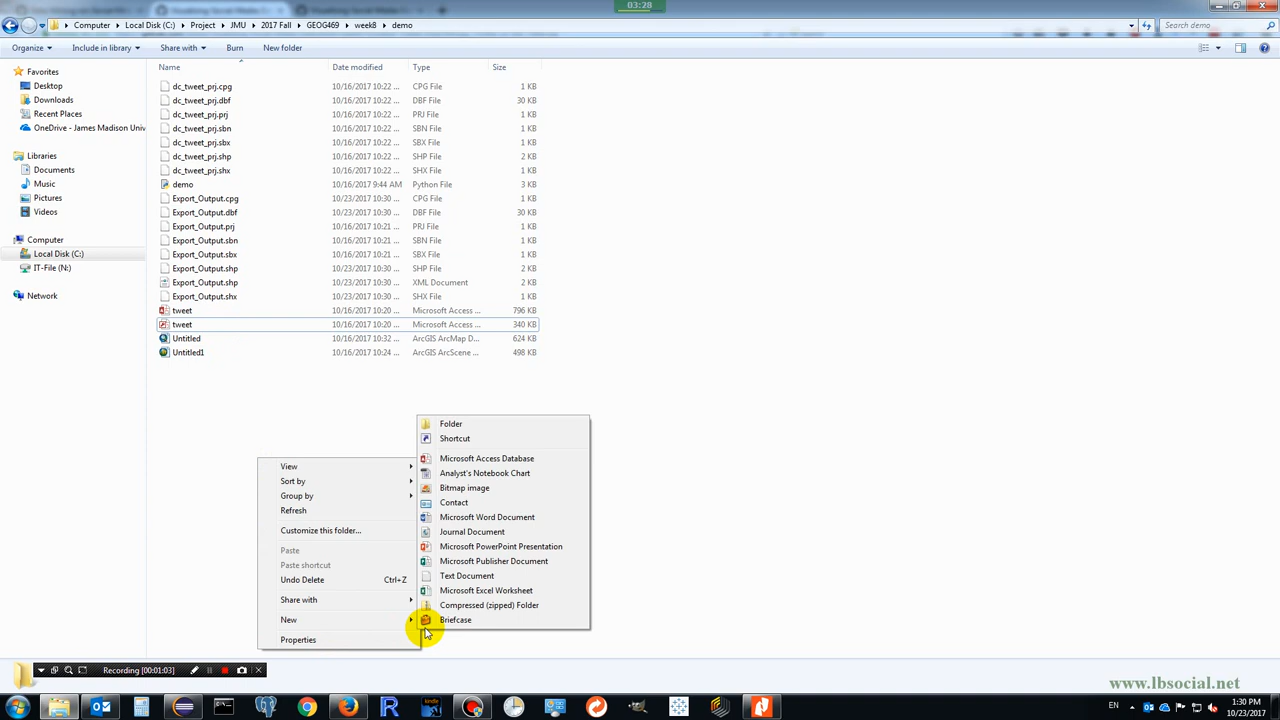 03:28
Computer ▸ Local Disk (C:) ▸ Project ▸ JMU ▸ 2017 Fall ▸ GEOG469 ▸ week8 ▸ demo
Search demo
Organize ▾ Include in library ▾ Share with ▾ Burn New folder
Name Date modified Type Size
Favorites
Desktop
Downloads
Recent Places
OneDrive - James Madison Univ
Libraries
Documents
Music
Pictures
Videos
Computer
Local Disk (C:)
IT-File (N:)
Network
dc_tweet_prj.cpg 10/16/2017 10:22 ... CPG File 1 KB
dc_tweet_prj.dbf 10/16/2017 10:22 ... DBF File 30 KB
dc_tweet_prj.prj 10/16/2017 10:22 ... PRJ File 1 KB
dc_tweet_prj.sbn 10/16/2017 10:22 ... SBN File 1 KB
dc_tweet_prj.sbx 10/16/2017 10:22 ... SBX File 1 KB
dc_tweet_prj.shp 10/16/2017 10:22 ... SHP File 2 KB
dc_tweet_prj.shx 10/16/2017 10:22 ... SHX File 1 KB
demo 10/16/2017 9:44 AM Python File 3 KB
Export_Output.cpg 10/23/2017 10:30 ... CPG File 1 KB
Export_Output.dbf 10/23/2017 10:30 ... DBF File 30 KB
Export_Output.prj 10/16/2017 10:21 ... PRJ File 1 KB
Export_Output.sbn 10/16/2017 10:21 ... SBN File 1 KB
Export_Output.sbx 10/16/2017 10:21 ... SBX File 1 KB
Export_Output.shp 10/23/2017 10:30 ... SHP File 2 KB
Export_Output.shp 10/23/2017 10:30 ... XML Document 2 KB
Export_Output.shx 10/23/2017 10:30 ... SHX File 1 KB
tweet 10/16/2017 10:20 ... Microsoft Access ... 796 KB
tweet 10/16/2017 10:20 ... Microsoft Access ... 340 KB
Untitled 10/16/2017 10:32 ... ArcGIS ArcMap D... 624 KB
Untitled1 10/16/2017 10:24 ... ArcGIS ArcScene ... 498 KB
View
Sort by
Group by
Refresh
Customize this folder...
Paste
Paste shortcut
Undo Delete Ctrl+Z
Share with
New
Properties
Folder
Shortcut
Microsoft Access Database
Analyst's Notebook Chart
Bitmap image
Contact
Microsoft Word Document
Journal Document
Microsoft PowerPoint Presentation
Microsoft Publisher Document
Text Document
Microsoft Excel Worksheet
Compressed (zipped) Folder
Briefcase
Recording [00:01:03]
www.lbsocial.net
EN
1:30 PM
10/23/2017